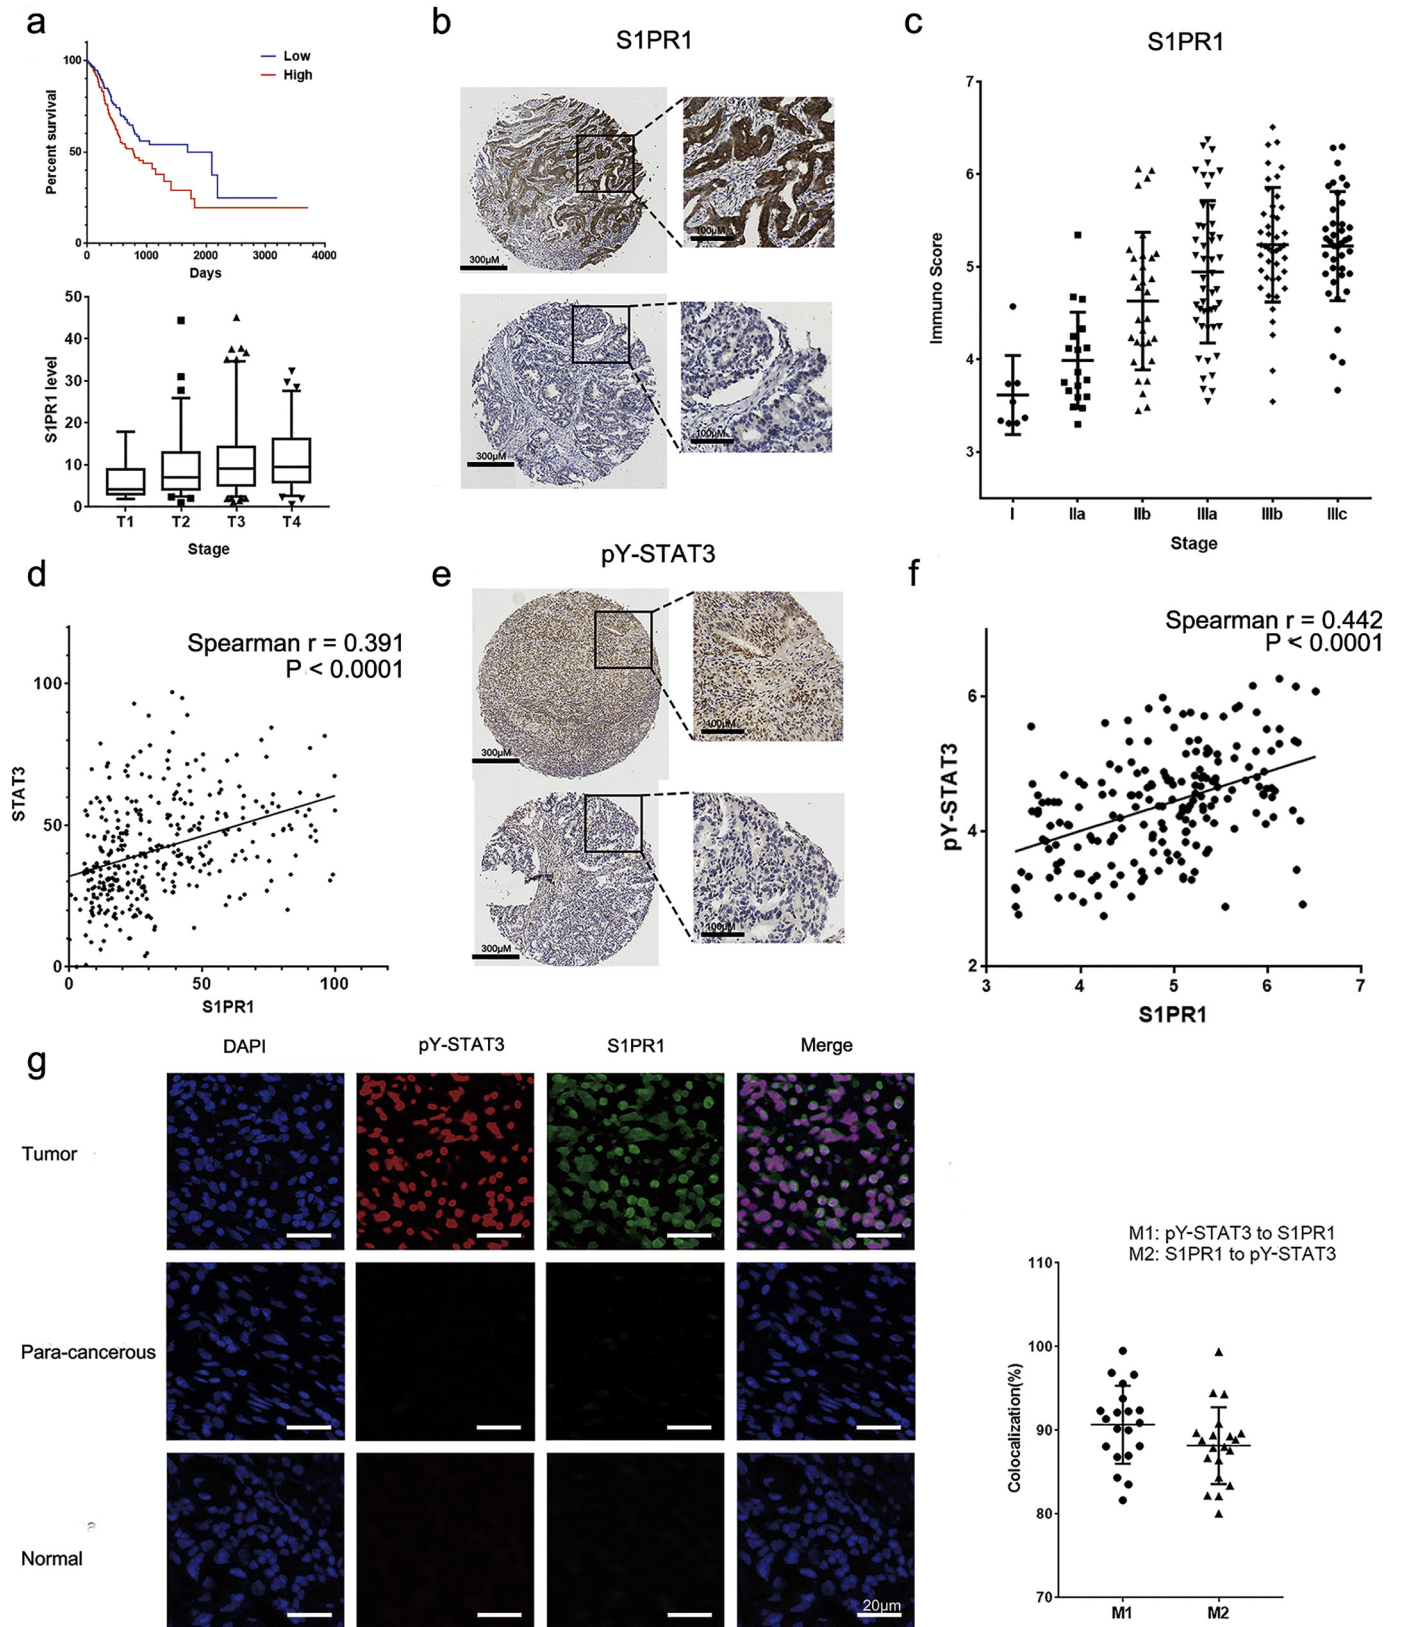 a
Low
High
Percent survival
100
50
0
0 1000 2000 3000 4000
Days
S1PR1 level
50
40
30
20
10
0
T1 T2 T3 T4
Stage
b
S1PR1
300µM
100µM
300µM
100µM
c
S1PR1
Immuno Score
7
6
5
4
3
I IIa IIb IIIa IIIb IIIc
Stage
d
Spearman r = 0.391
P < 0.0001
STAT3
100
50
0
0 50 100
S1PR1
e
pY-STAT3
300µM
100µM
300µM
100µM
f
Spearman r = 0.442
P < 0.0001
pY-STAT3
6
4
2
3 4 5 6 7
S1PR1
g
DAPI pY-STAT3 S1PR1 Merge
Tumor
Para-cancerous
Normal
20µm
M1: pY-STAT3 to S1PR1
M2: S1PR1 to pY-STAT3
Colocalization(%)
110
100
90
80
70
M1 M2